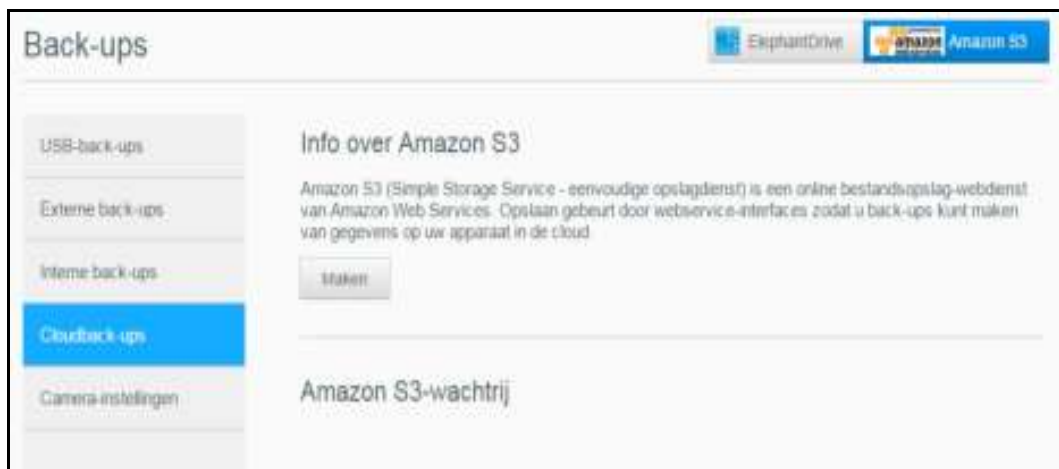 Back-ups
ElephantDrive
amazon Amazon S3
USB-back-ups
Externe back-ups
Interne back-ups
Cloudback-ups
Camera-instellingen
Info over Amazon S3
Amazon S3 (Simple Storage Service - eenvoudige opslagdienst) is een online bestandsopslag-webdienst
van Amazon Web Services. Opslaan gebeurt door webservice-interfaces zodat u back-ups kunt maken
van gegevens op uw apparaat in de cloud.
Maken
Amazon S3-wachtrij